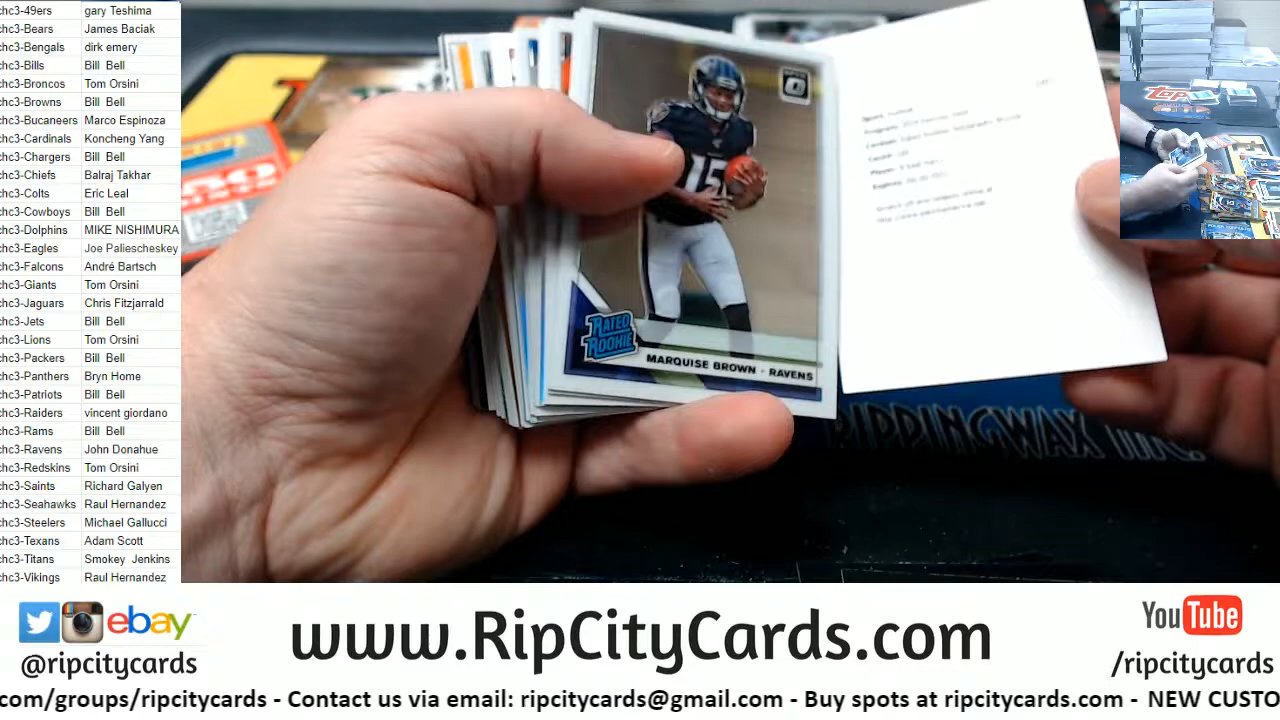 chc3-49ers gary Teshima
chc3-Bears James Baciak
chc3-Bengals dirk emery
chc3-Bills Bill Bell
chc3-Broncos Tom Orsini
chc3-Browns Bill Bell
chc3-Bucaneers Marco Espinoza
chc3-Cardinals Koncheng Yang
chc3-Chargers Bill Bell
chc3-Chiefs Balraj Takhar
chc3-Colts Eric Leal
chc3-Cowboys Bill Bell
chc3-Dolphins MIKE NISHIMURA
chc3-Eagles Joe Paliescheskey
chc3-Falcons André Bartsch
chc3-Giants Tom Orsini
chc3-Jaguars Chris Fitzjarrald
chc3-Jets Bill Bell
chc3-Lions Tom Orsini
chc3-Packers Bill Bell
chc3-Panthers Bryn Home
chc3-Patriots Bill Bell
chc3-Raiders vincent giordano
chc3-Rams Bill Bell
chc3-Ravens John Donahue
chc3-Redskins Tom Orsini
chc3-Saints Richard Galyen
chc3-Seahawks Raul Hernandez
chc3-Steelers Michael Gallucci
chc3-Texans Adam Scott
chc3-Titans Smokey Jenkins
chc3-Vikings Raul Hernandez
15
RATED
ROOKIE
MARQUISE BROWN - RAVENS
RIPPINGWAX
ebay
@ripcitycards
www.RipCityCards.com
YouTube
/ripcitycards
com/groups/ripcitycards - Contact us via email: ripcitycards@gmail.com - Buy spots at ripcitycards.com - NEW CUSTO